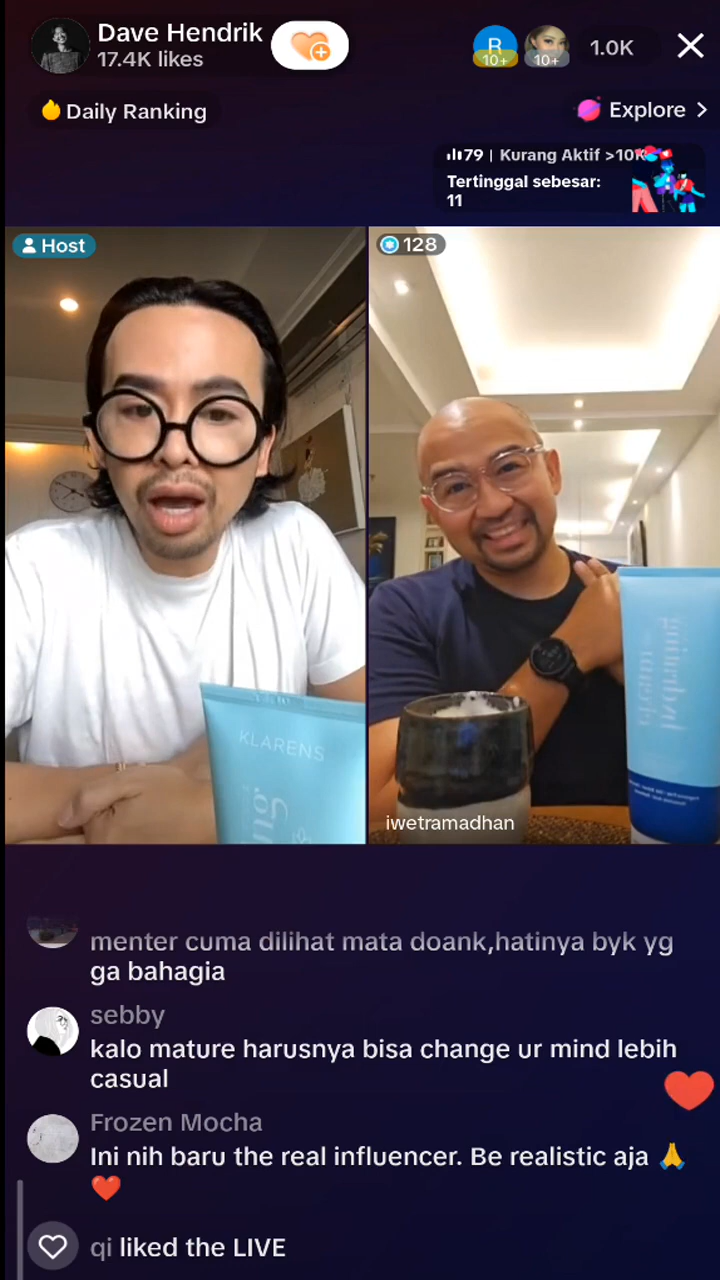 Dave Hendrik
17.4K likes
R
10+
10+
1.0K
Daily Ranking
Explore
79 | Kurang Aktif >10K
Tertinggal sebesar:
11
Host
128
KLARENS
iwetramadhan
menter cuma dilihat mata doank,hatinya byk yg
ga bahagia
sebby
kalo mature harusnya bisa change ur mind lebih
casual
Frozen Mocha
Ini nih baru the real influencer. Be realistic aja 🙏
❤️
qi liked the LIVE